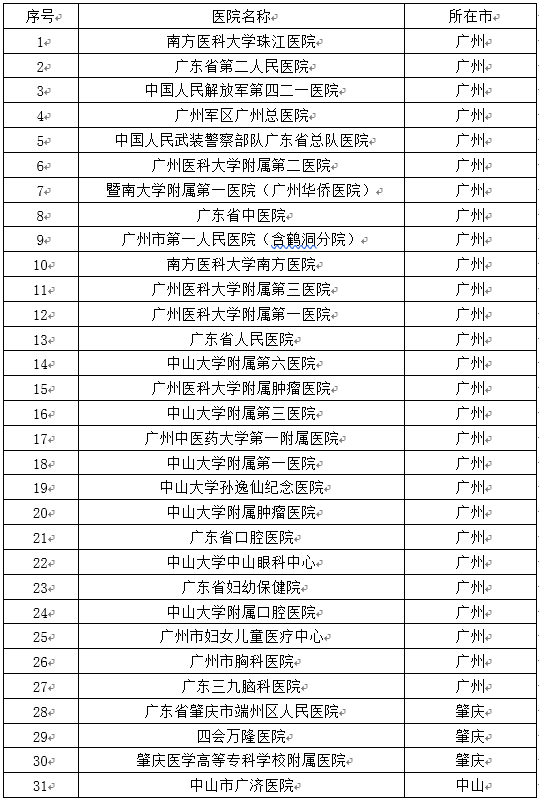 序号 医院名称 所在市
1 南方医科大学珠江医院 广州
2 广东省第二人民医院 广州
3 中国人民解放军第四二一医院 广州
4 广州军区广州总医院 广州
5 中国人民武装警察部队广东省总队医院 广州
6 广州医科大学附属第二医院 广州
7 暨南大学附属第一医院（广州华侨医院） 广州
8 广东省中医院 广州
9 广州市第一人民医院（含鹤洞分院） 广州
10 南方医科大学南方医院 广州
11 广州医科大学附属第三医院 广州
12 广州医科大学附属第一医院 广州
13 广东省人民医院 广州
14 中山大学附属第六医院 广州
15 广州医科大学附属肿瘤医院 广州
16 中山大学附属第三医院 广州
17 广州中医药大学第一附属医院 广州
18 中山大学附属第一医院 广州
19 中山大学孙逸仙纪念医院 广州
20 中山大学附属肿瘤医院 广州
21 广东省口腔医院 广州
22 中山大学中山眼科中心 广州
23 广东省妇幼保健院 广州
24 中山大学附属口腔医院 广州
25 广州市妇女儿童医疗中心 广州
26 广州市胸科医院 广州
27 广东三九脑科医院 广州
28 广东省肇庆市端州区人民医院 肇庆
29 四会万隆医院 肇庆
30 肇庆医学高等专科学校附属医院 肇庆
31 中山市广济医院 中山